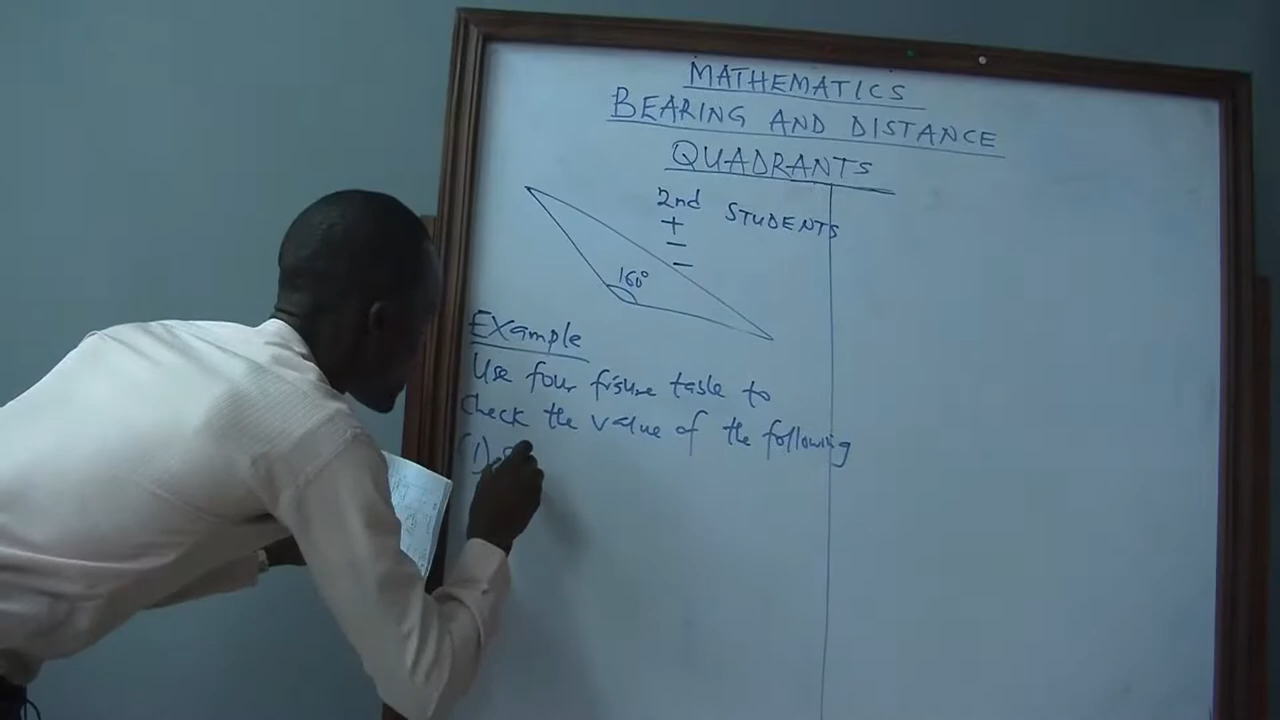 MATHEMATICS
BEARING AND DISTANCE
QUADRANTS
2nd STUDENTS
+
-
-
160°
Example
Use four figure table to
check the value of the following
(1)